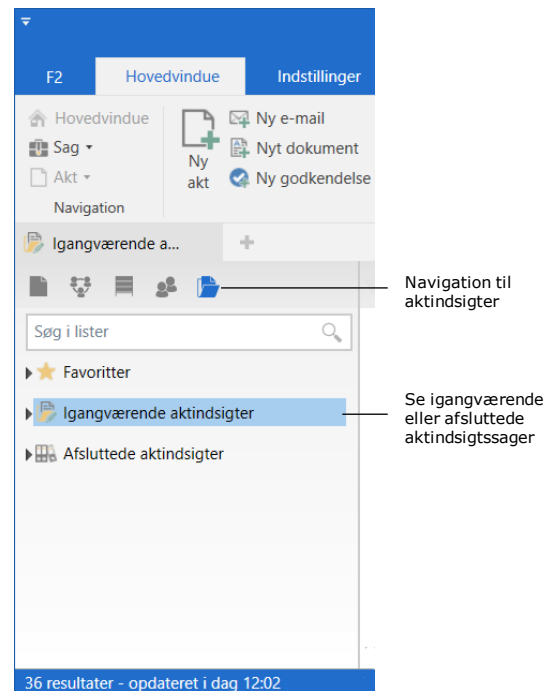 F2 Hovedvindue Indstillinger
Hovedvindue
Sag
Akt
Navigation
Ny
akt
Ny e-mail
Nyt dokument
Ny godkendelse
Igangværende a...
Navigation til
aktindsigter
Søg i lister
Favoritter
Igangværende aktindsigter
Se igangværende
eller afsluttede
aktindsigtssager
Afsluttede aktindsigter
36 resultater - opdateret i dag 12:02